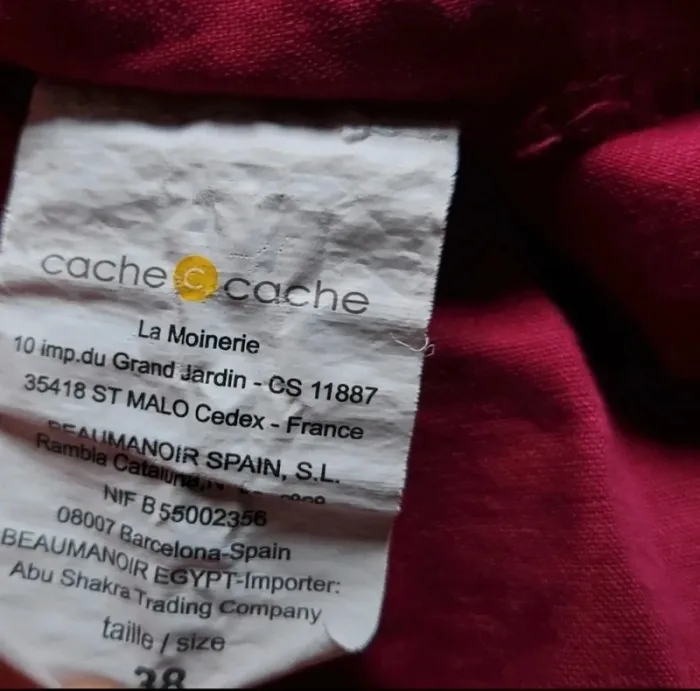 cache c cache
La Moinerie
10 imp.du Grand Jardin - CS 11887
35418 ST MALO Cedex - France
BEAUMANOIR SPAIN, S.L.
Rambla Cataluna,
NIF B 55002356
08007 Barcelona-Spain
BEAUMANOIR EGYPT-Importer:
Abu Shakra Trading Company
taille / size
38